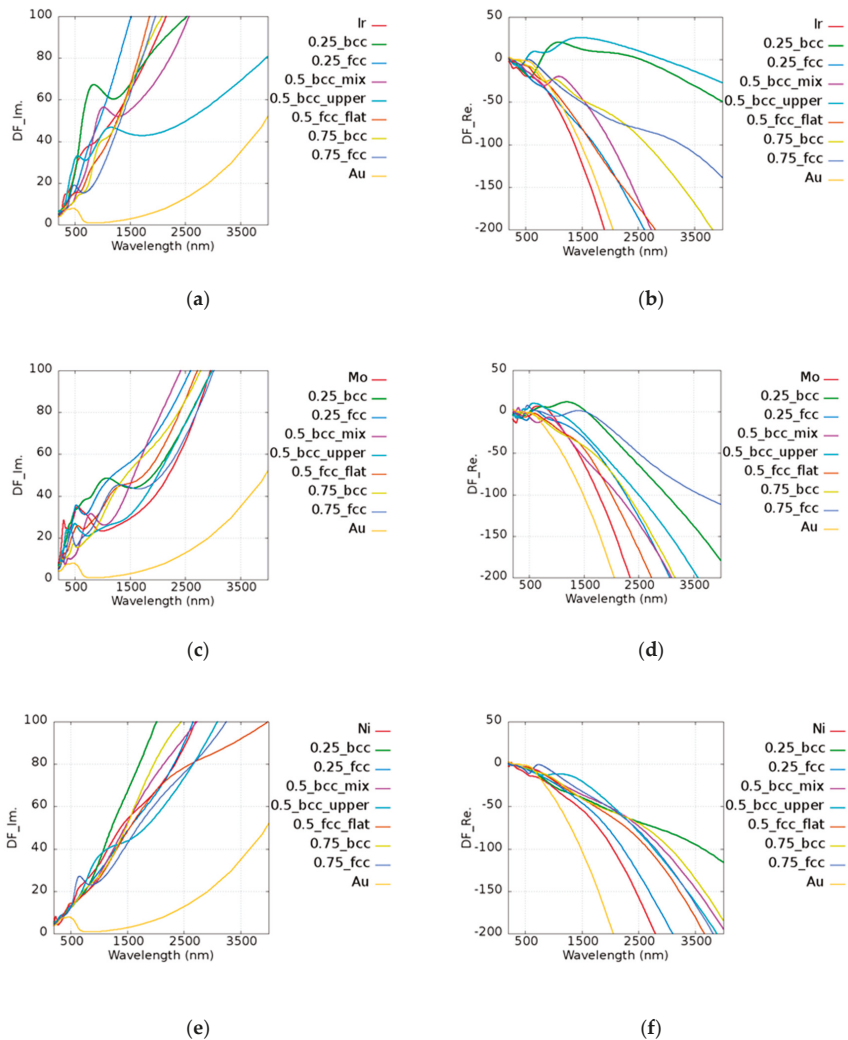 100
80
60
40
20
0
DF_Im.
500 1500 2500 3500
Wavelength (nm)
Ir
0.25_bcc
0.25_fcc
0.5_bcc_mix
0.5_bcc_upper
0.5_fcc_flat
0.75_bcc
0.75_fcc
Au
(a)
50
0
-50
-100
-150
-200
DF_Re.
500 1500 2500 3500
Wavelength (nm)
Ir
0.25_bcc
0.25_fcc
0.5_bcc_mix
0.5_bcc_upper
0.5_fcc_flat
0.75_bcc
0.75_fcc
Au
(b)
100
80
60
40
20
0
DF_Im.
500 1500 2500 3500
Wavelength (nm)
Mo
0.25_bcc
0.25_fcc
0.5_bcc_mix
0.5_bcc_upper
0.5_fcc_flat
0.75_bcc
0.75_fcc
Au
(c)
50
0
-50
-100
-150
-200
DF_Re.
500 1500 2500 3500
Wavelength (nm)
Mo
0.25_bcc
0.25_fcc
0.5_bcc_mix
0.5_bcc_upper
0.5_fcc_flat
0.75_bcc
0.75_fcc
Au
(d)
100
80
60
40
20
0
DF_Im.
500 1500 2500 3500
Wavelength (nm)
Ni
0.25_bcc
0.25_fcc
0.5_bcc_mix
0.5_bcc_upper
0.5_fcc_flat
0.75_bcc
0.75_fcc
Au
(e)
50
0
-50
-100
-150
-200
DF_Re.
500 1500 2500 3500
Wavelength (nm)
Ni
0.25_bcc
0.25_fcc
0.5_bcc_mix
0.5_bcc_upper
0.5_fcc_flat
0.75_bcc
0.75_fcc
Au
(f)